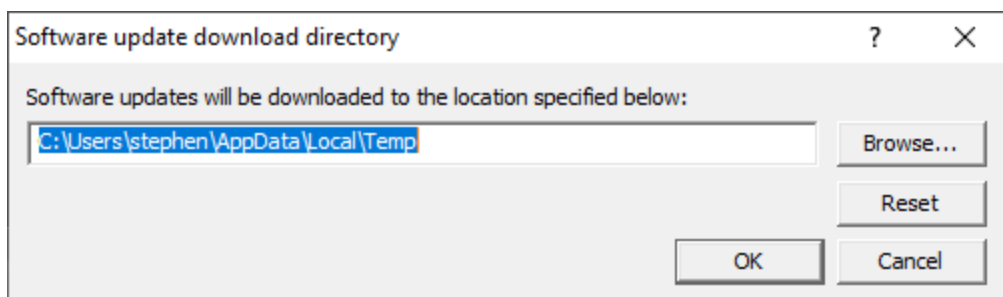 Software update download directory ?
Software updates will be downloaded to the location specified below:
C:\Users\stephen\AppData\Local\Temp
Browse...
Reset
OK
Cancel